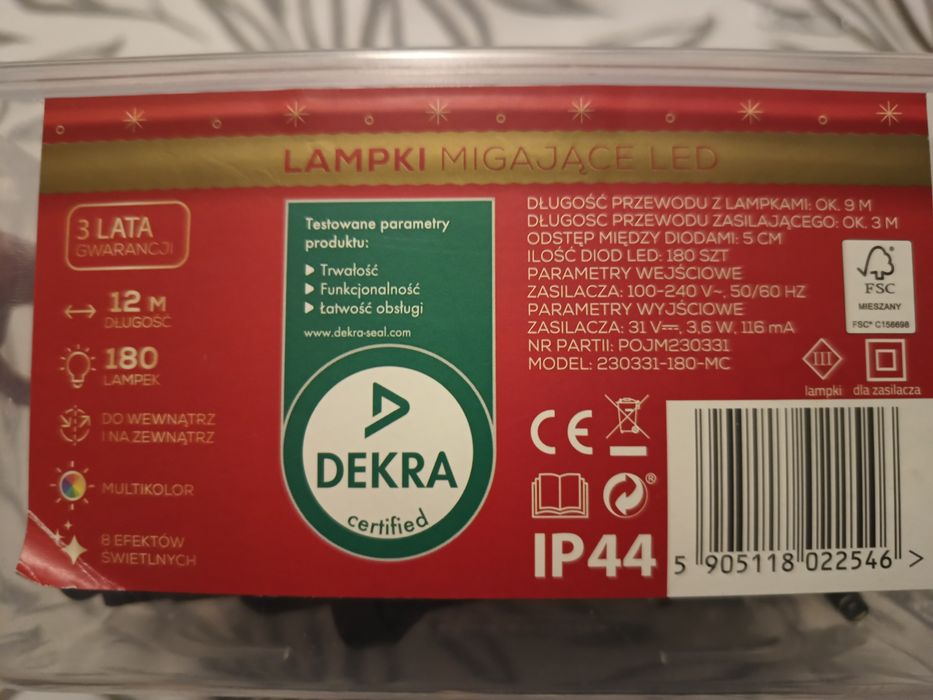 LAMPKI MIGAJĄCE LED
3 LATA
GWARANCJI
12 M
DŁUGOŚĆ
180
LAMPEK
DO WEWNĄTRZ
I NA ZEWNĄTRZ
MULTIKOLOR
8 EFEKTÓW
ŚWIETLNYCH
Testowane parametry
produktu:
Trwałość
Funkcjonalność
Łatwość obsługi
www.dekra-seal.com
DEKRA
certified
DŁUGOŚĆ PRZEWODU Z LAMPKAMI: OK. 9 M
DŁUGOŚĆ PRZEWODU ZASILAJĄCEGO: OK. 3 M
ODSTĘP MIĘDZY DIODAMI: 5 CM
ILOŚĆ DIOD LED: 180 SZT
PARAMETRY WEJŚCIOWE
ZASILACZA: 100-240 V~, 50/60 HZ
PARAMETRY WYJŚCIOWE
ZASILACZA: 31 V⎓, 3,6 W, 116 mA
NR PARTII: POJM230331
MODEL: 230331-180-MC
FSC
MIESZANY
FSC® C156698
III
lampki
dla zasilacza
CE
®
IP44
5 905118 022546 >